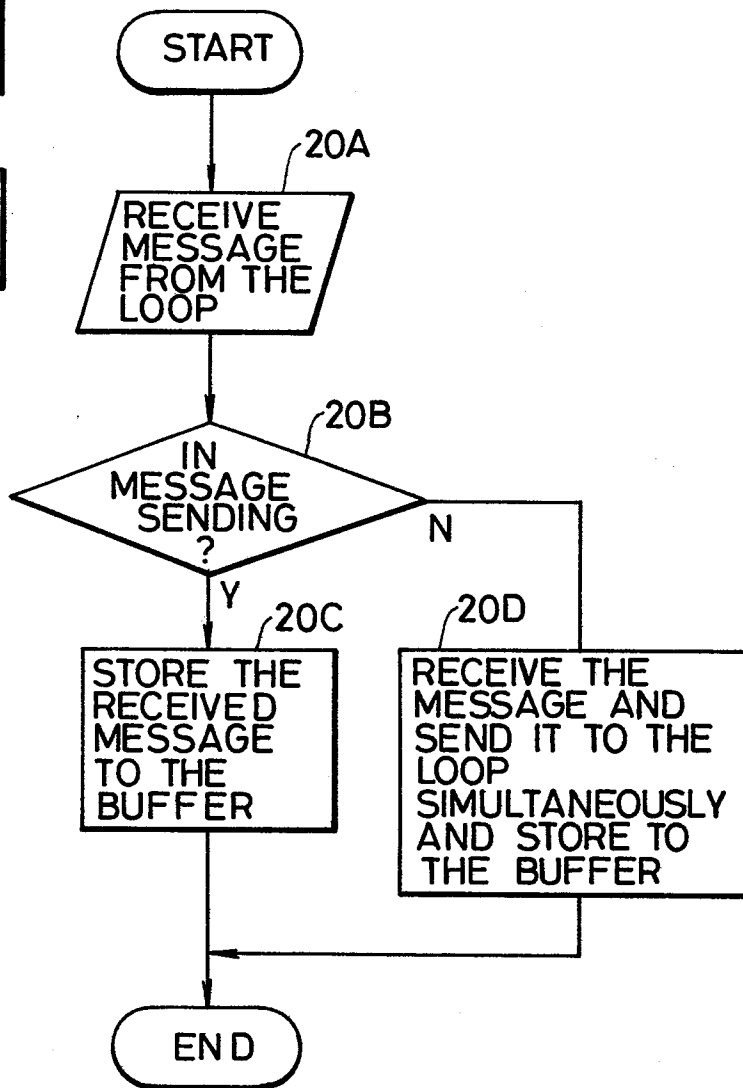 START
20A
RECEIVE
MESSAGE
FROM THE
LOOP
20B
IN
MESSAGE
SENDING
?
N
Y
20C
STORE THE
RECEIVED
MESSAGE
TO THE
BUFFER
20D
RECEIVE THE
MESSAGE AND
SEND IT TO THE
LOOP
SIMULTANEOUSLY
AND STORE TO
THE BUFFER
END